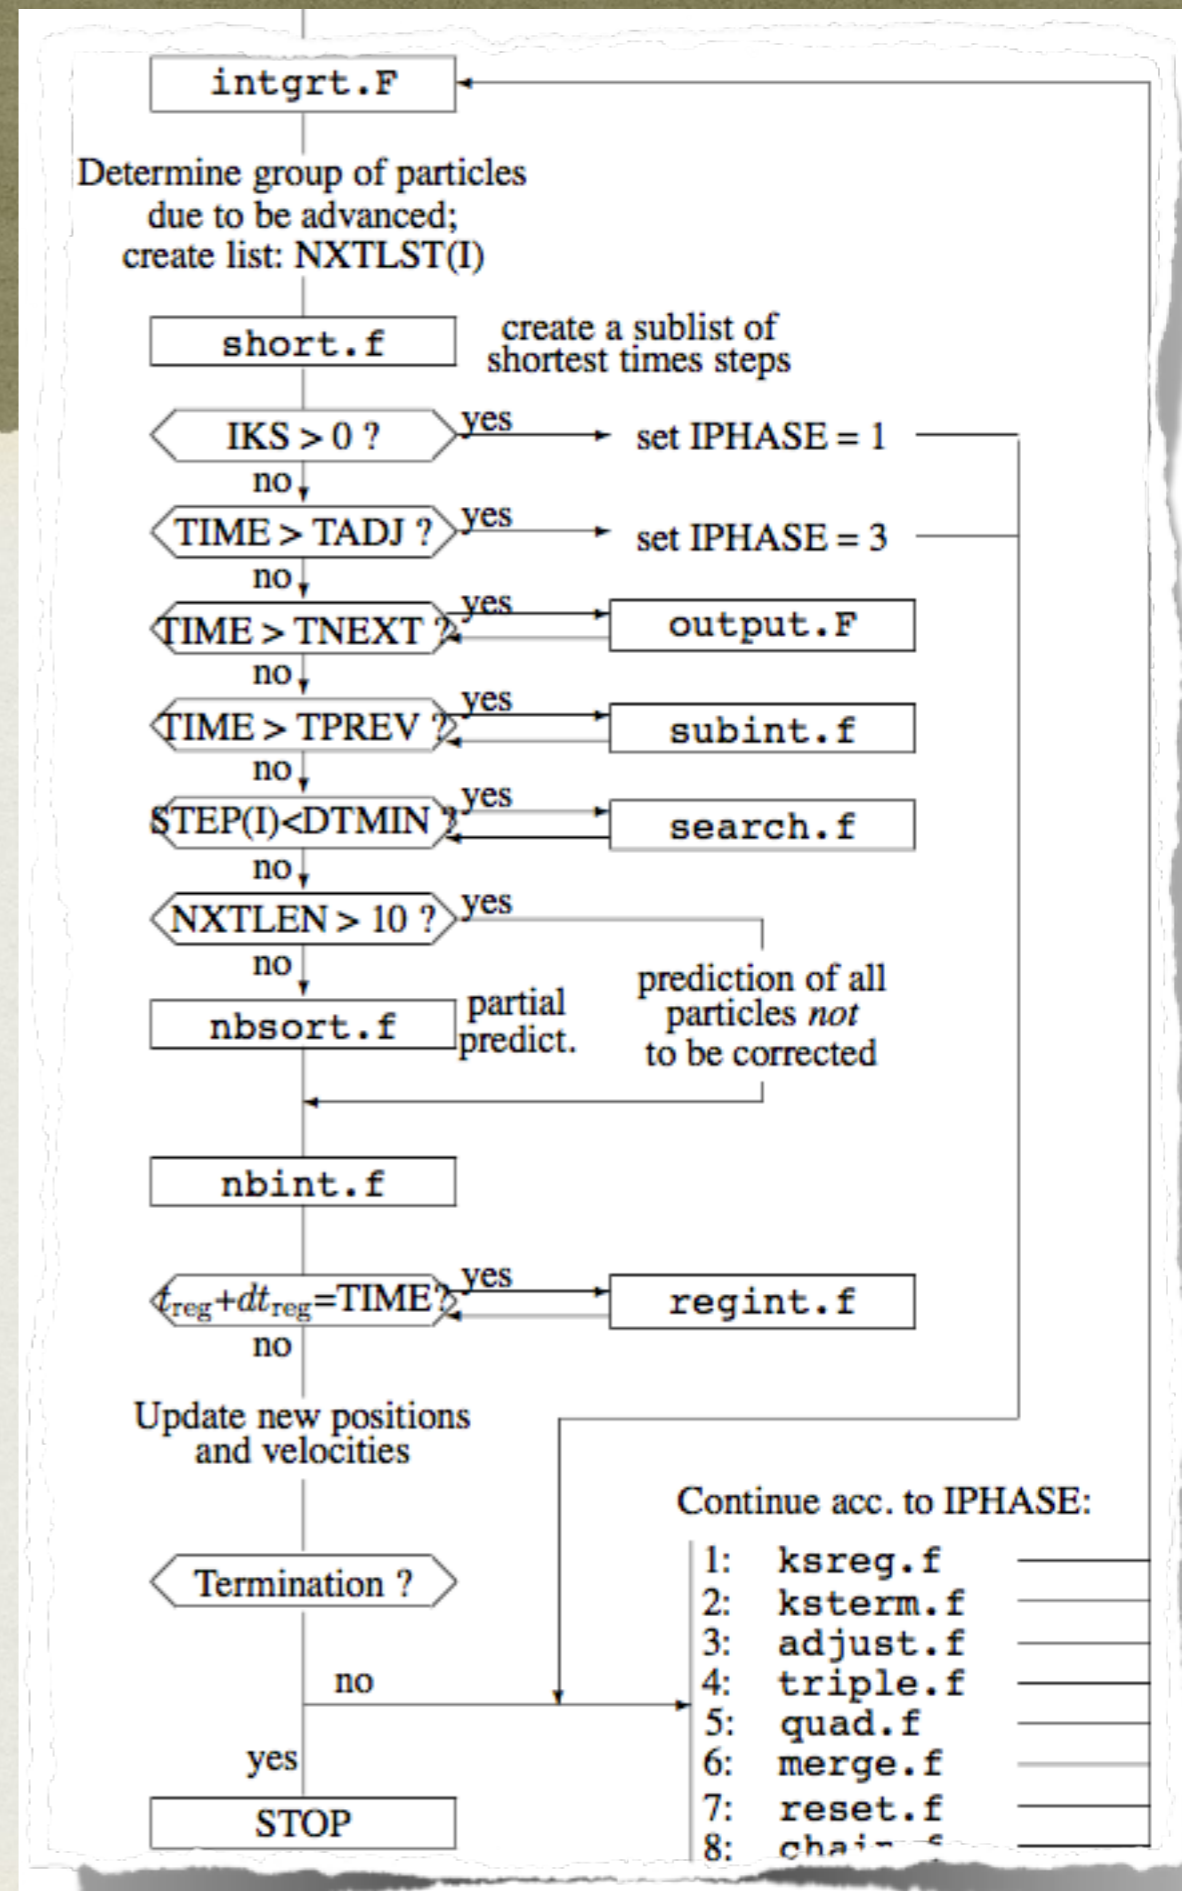 intgrt.F
Determine group of particles
due to be advanced;
create list: NXTLST(I)
short.f
create a sublist of
shortest times steps
IKS > 0 ?
yes
set IPHASE = 1
no
TIME > TADJ ?
yes
set IPHASE = 3
no
TIME > TNEXT ?
yes
output.F
no
TIME > TPREV ?
yes
subint.f
no
STEP(I)<DTMIN ?
yes
search.f
no
NXTLEN > 10 ?
yes
no
prediction of all
particles not
to be corrected
nbsort.f
partial
predict.
nbint.f
treg+dtreg=TIME?
yes
regint.f
no
Update new positions
and velocities
Continue acc. to IPHASE:
1: ksreg.f
2: ksterm.f
3: adjust.f
4: triple.f
5: quad.f
6: merge.f
7: reset.f
8: chain.f
Termination ?
no
yes
STOP